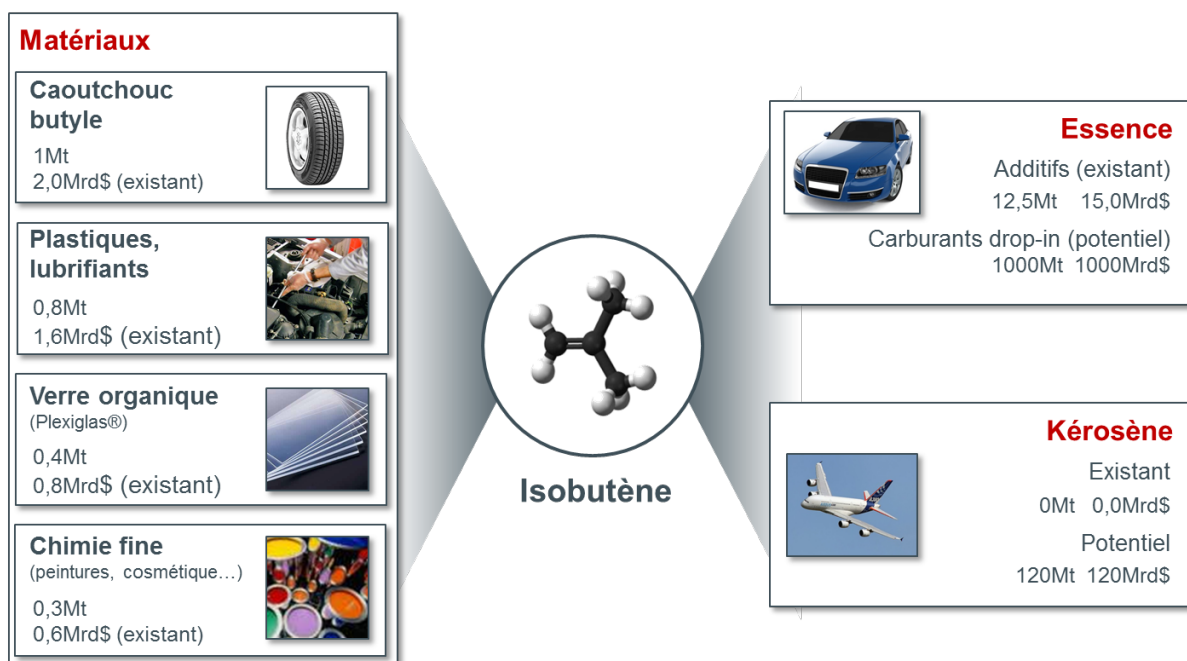 Matériaux
Caoutchouc
butyle
1Mt
2,0Mrd$ (existant)
Plastiques,
lubrifiants
0,8Mt
1,6Mrd$ (existant)
Verre organique
(Plexiglas®)
0,4Mt
0,8Mrd$ (existant)
Chimie fine
(peintures, cosmétique…)
0,3Mt
0,6Mrd$ (existant)
Isobutène
Essence
Additifs (existant)
12,5Mt 15,0Mrd$
Carburants drop-in (potentiel)
1000Mt 1000Mrd$
Kérosène
Existant
0Mt 0,0Mrd$
Potentiel
120Mt 120Mrd$